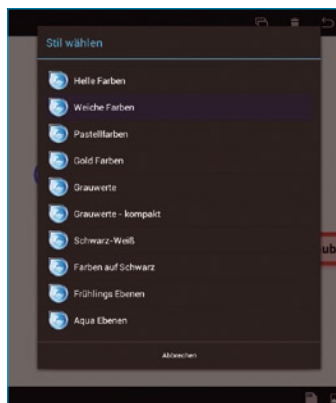 Stil wählen
Helle Farben
Weiche Farben
Pastellfarben
Gold Farben
Grauwerte
Grauwerte - kompakt
Schwarz-Weiß
ub
Farben auf Schwarz
Frühlings Ebenen
Aqua Ebenen
Abbrechen